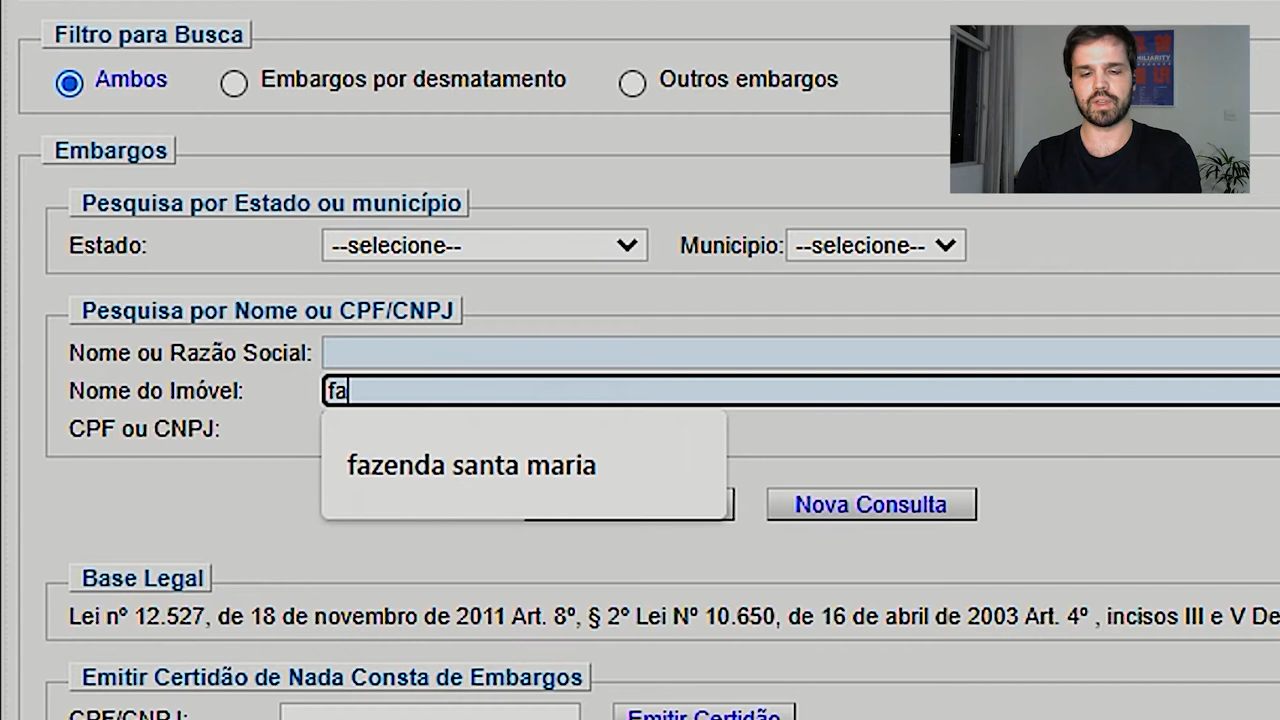 Filtro para Busca
Ambos Embargos por desmatamento Outros embargos
Embargos
Pesquisa por Estado ou município
Estado: --selecione-- Municipio: --selecione--
Pesquisa por Nome ou CPF/CNPJ
Nome ou Razão Social:
Nome do Imóvel: fa
CPF ou CNPJ:
fazenda santa maria
Nova Consulta
Base Legal
Lei nº 12.527, de 18 de novembro de 2011 Art. 8º, § 2º Lei Nº 10.650, de 16 de abril de 2003 Art. 4º , incisos III e V De
Emitir Certidão de Nada Consta de Embargos
CPF/CNPJ: Emitir Certidão